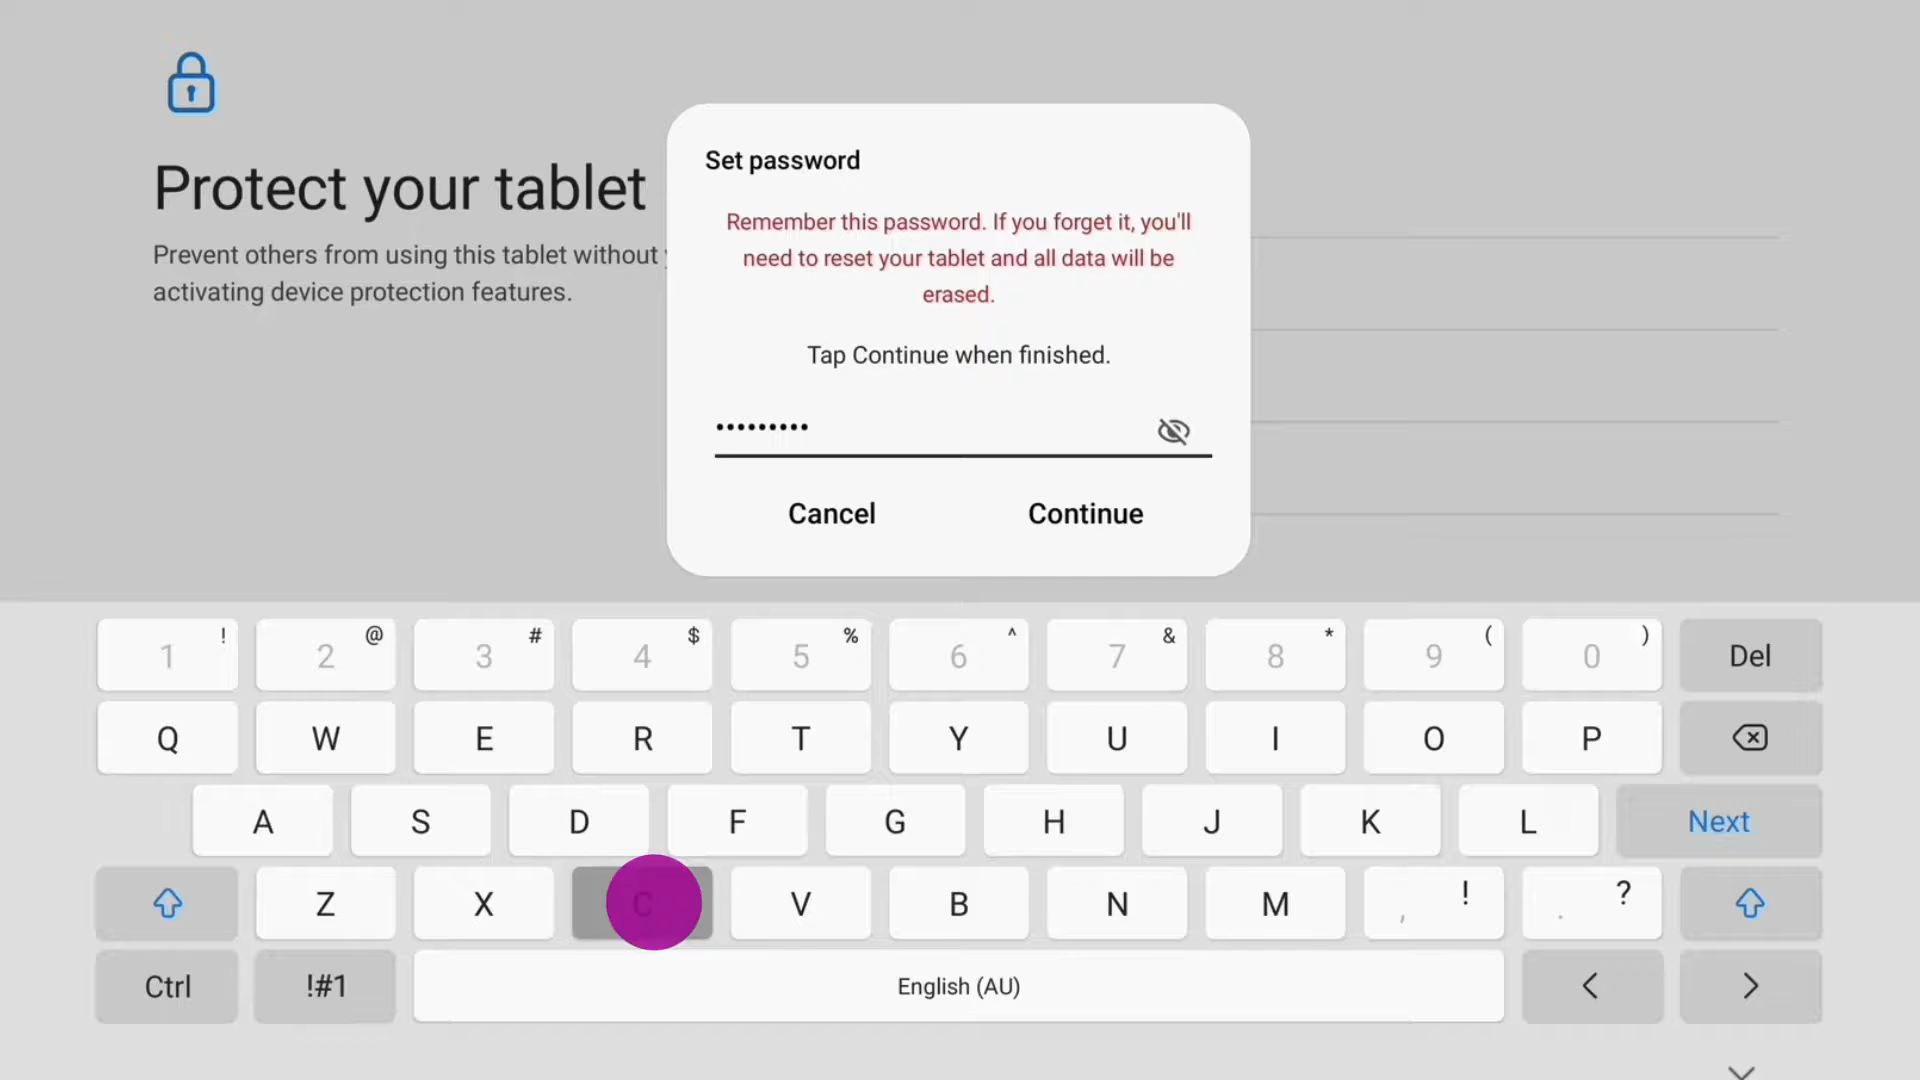 Protect your tablet
Prevent others from using this tablet without
activating device protection features.
Set password
Remember this password. If you forget it, you'll
need to reset your tablet and all data will be
erased.
Tap Continue when finished.
•••••••••
Cancel Continue
1 ! 2 @ 3 # 4 $ 5 % 6 ^ 7 & 8 * 9 ( 0 ) Del
Q W E R T Y U I O P
A S D F G H J K L Next
Z X C V B N M , ! . ?
Ctrl !#1 English (AU) < >